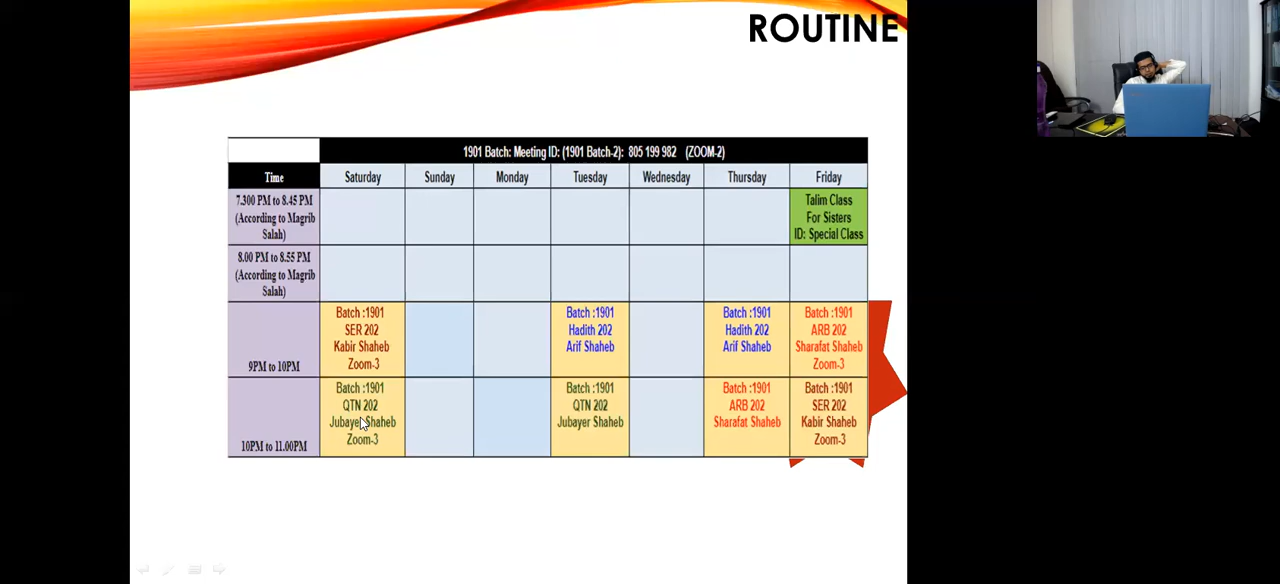 ROUTINE
1901 Batch: Meeting ID: (1901 Batch-2): 805 199 982 (ZOOM-2)
Time Saturday Sunday Monday Tuesday Wednesday Thursday Friday
7.300 PM to 8.45 PM
(According to Magrib
Salah)
Talim Class
For Sisters
ID: Special Class
8.00 PM to 8.55 PM
(According to Magrib
Salah)
9PM to 10PM
Batch :1901
SER 202
Kabir Shaheb
Zoom-3
Batch :1901
Hadith 202
Arif Shaheb
Batch :1901
Hadith 202
Arif Shaheb
Batch :1901
ARB 202
Sharafat Shaheb
Zoom-3
10PM to 11.00PM
Batch :1901
QTN 202
Jubayer Shaheb
Zoom-3
Batch :1901
QTN 202
Jubayer Shaheb
Batch :1901
ARB 202
Sharafat Shaheb
Batch :1901
SER 202
Kabir Shaheb
Zoom-3